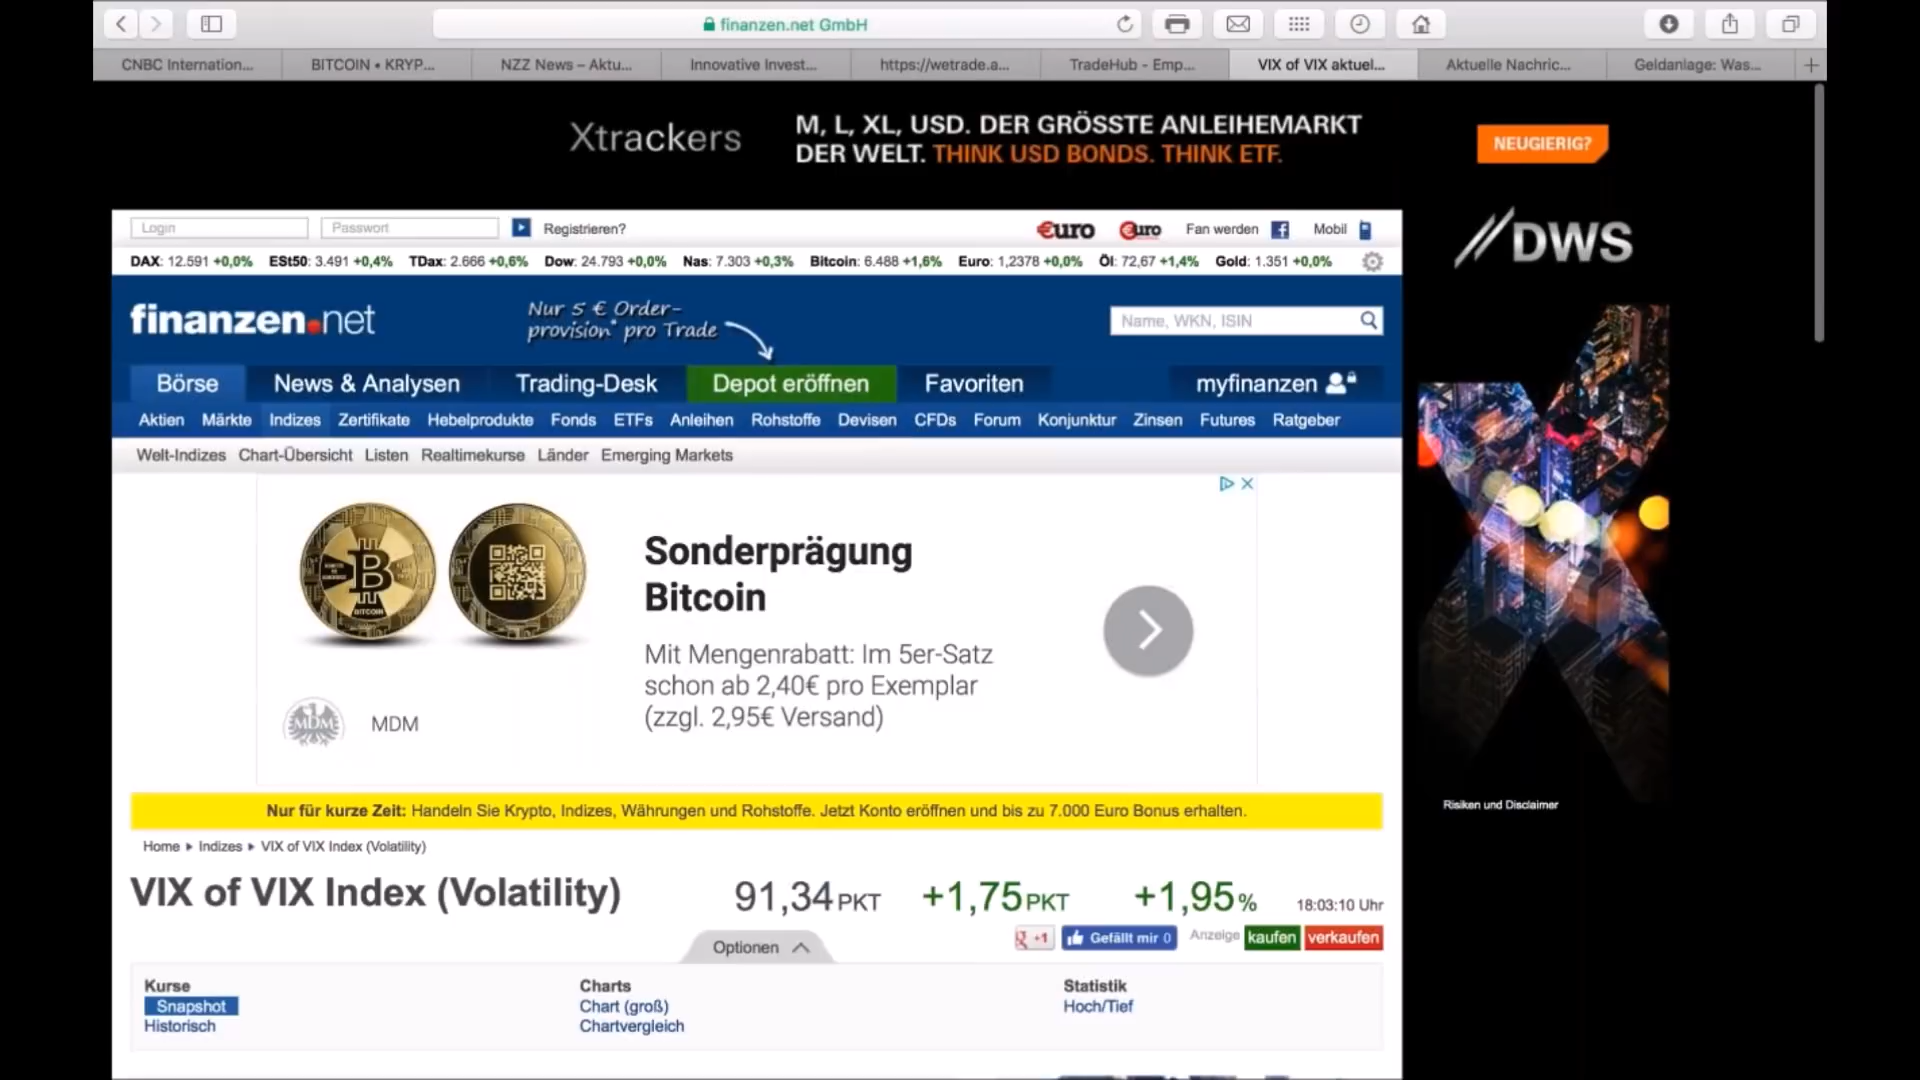 finanzen.net GmbH
CNBC Internation...
BITCOIN • KRYP...
NZZ News – Aktu...
Innovative Invest...
https://wetrade.a...
TradeHub - Emp...
VIX of VIX aktuel...
Aktuelle Nachric...
Geldanlage: Was...
Xtrackers
M, L, XL, USD. DER GRÖSSTE ANLEIHEMARKT
DER WELT. THINK USD BONDS. THINK ETF.
NEUGIERIG?
DWS
Login
Passwort
Registrieren?
€uro
€uro
Fan werden
Mobil
DAX: 12.591 +0,0% ESt50: 3.491 +0,4% TDax: 2.666 +0,6% Dow: 24.793 +0,0% Nas: 7.303 +0,3% Bitcoin: 6.488 +1,6% Euro: 1,2378 +0,0% Öl: 72,67 +1,4% Gold: 1.351 +0,0%
finanzen.net
Nur 5 € Order-
provision* pro Trade
Name, WKN, ISIN
Börse News & Analysen Trading-Desk Depot eröffnen Favoriten myfinanzen
Aktien Märkte Indizes Zertifikate Hebelprodukte Fonds ETFs Anleihen Rohstoffe Devisen CFDs Forum Konjunktur Zinsen Futures Ratgeber
Welt-Indizes Chart-Übersicht Listen Realtimekurse Länder Emerging Markets
BITCOIN
Sonderprägung
Bitcoin
Mit Mengenrabatt: Im 5er-Satz
schon ab 2,40€ pro Exemplar
(zzgl. 2,95€ Versand)
MDM
MDM
Risiken und Disclaimer
Nur für kurze Zeit: Handeln Sie Krypto, Indizes, Währungen und Rohstoffe. Jetzt Konto eröffnen und bis zu 7.000 Euro Bonus erhalten.
Home ▸ Indizes ▸ VIX of VIX Index (Volatility)
VIX of VIX Index (Volatility) 91,34 PKT +1,75 PKT +1,95 % 18:03:10 Uhr
+1 Gefällt mir 0 Anzeige kaufen verkaufen
Optionen
Kurse Charts Statistik
Snapshot Chart (groß) Hoch/Tief
Historisch Chartvergleich